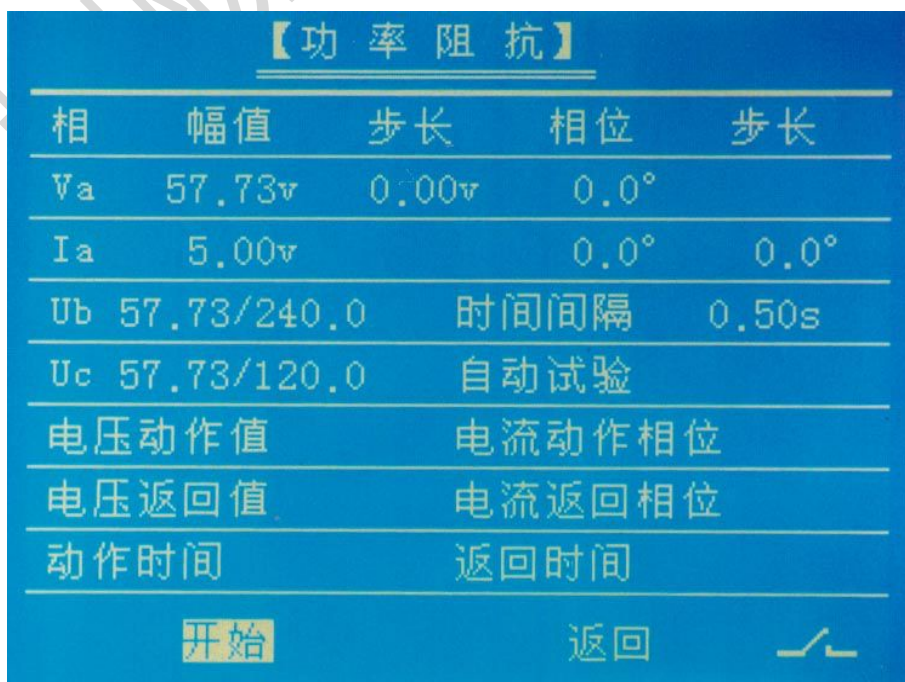 【功率阻抗】
相 幅值 步长 相位 步长
Va 57.73v 0.00v 0.0°
Ia 5.00v 0.0° 0.0°
Ub 57.73/240.0 时间间隔 0.50s
Uc 57.73/120.0 自动试验
电压动作值 电流动作相位
电压返回值 电流返回相位
动作时间 返回时间
开始 返回